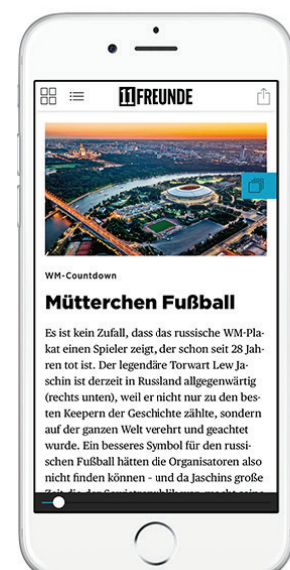 11FREUNDE
WM-Countdown
Mütterchen Fußball
Es ist kein Zufall, dass das russische WM-Pla-
kat einen Spieler zeigt, der schon seit 28 Jah-
ren tot ist. Der legendäre Torwart Lew Ja-
schin ist derzeit in Russland allgegenwärtig
(rechts unten), weil er nicht nur zu den bes-
ten Keepern der Geschichte zählte, sondern
auf der ganzen Welt verehrt und geachtet
wurde. Ein besseres Symbol für den russi-
schen Fußball hätten die Organisatoren also
nicht finden können – und da Jaschins große